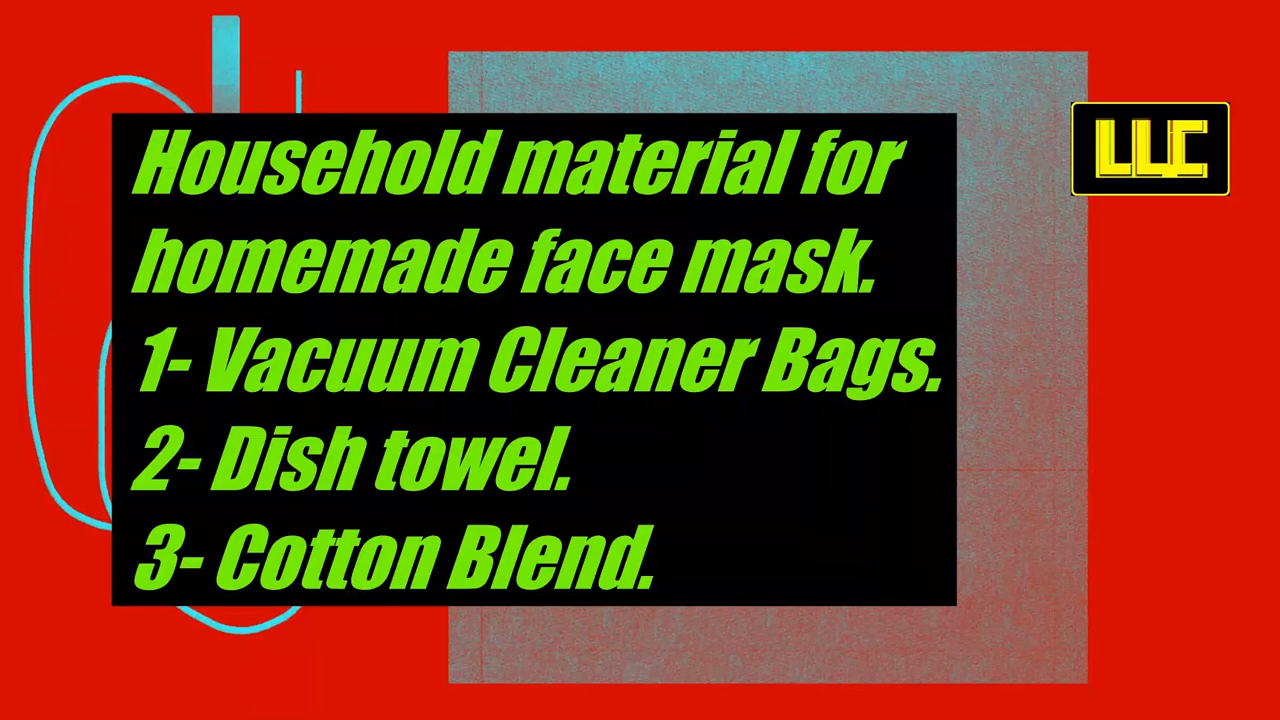 Household material for
homemade face mask.
1- Vacuum Cleaner Bags.
2- Dish towel.
3- Cotton Blend.
LLC